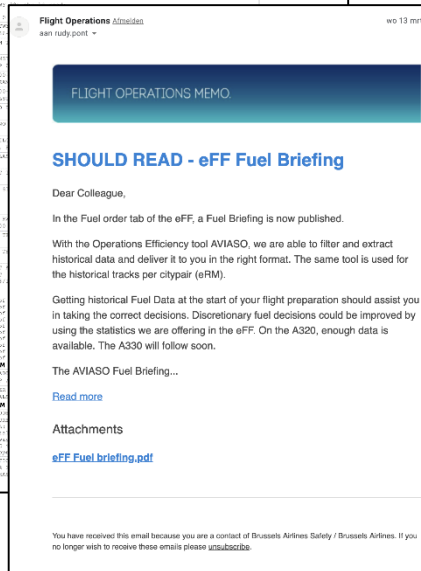 Flight Operations Afmelden
wo 13 mrt
aan rudy.pont
FLIGHT OPERATIONS MEMO.
SHOULD READ - eFF Fuel Briefing
Dear Colleague,
In the Fuel order tab of the eFF, a Fuel Briefing is now published.
With the Operations Efficiency tool AVIASO, we are able to filter and extract
historical data and deliver it to you in the right format. The same tool is used for
the historical tracks per citypair (eRM).
Getting historical Fuel Data at the start of your flight preparation should assist you
in taking the correct decisions. Discretionary fuel decisions could be improved by
using the statistics we are offering in the eFF. On the A320, enough data is
available. The A330 will follow soon.
The AVIASO Fuel Briefing...
Read more
Attachments
eFF Fuel briefing.pdf
You have received this email because you are a contact of Brussels Airlines Safety / Brussels Airlines. If you
no longer wish to receive these emails please unsubscribe.